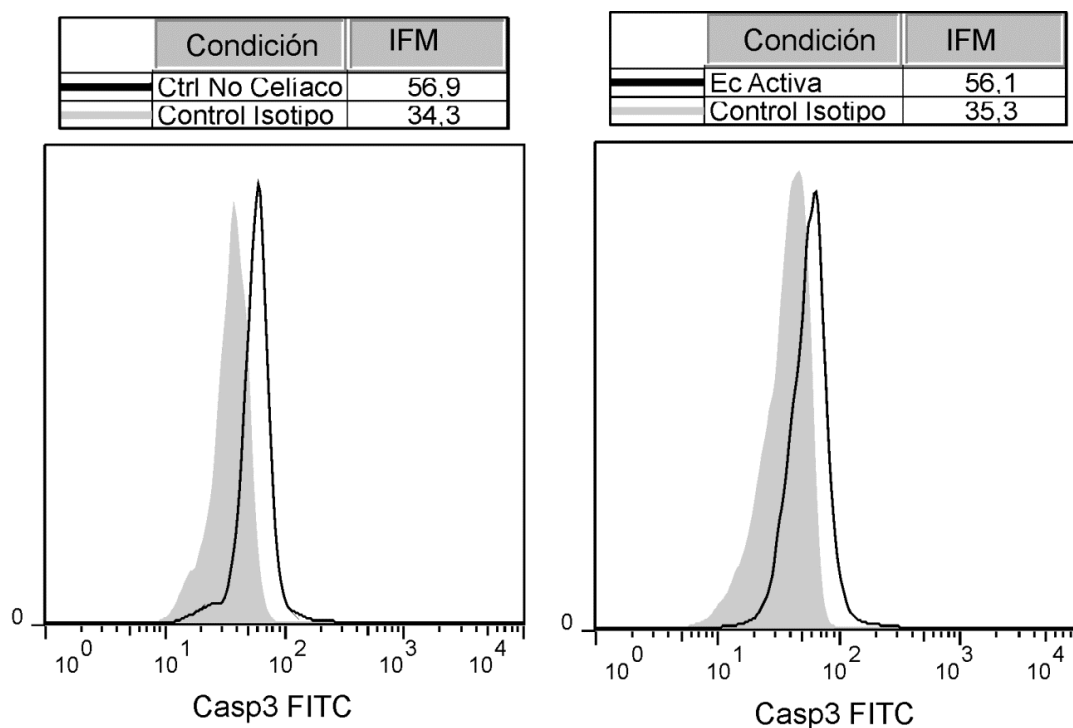 Condición IFM
Ctrl No Celiaco 56,9
Control Isotipo 34,3
0
10^0 10^1 10^2 10^3 10^4
Casp3 FITC
Condición IFM
Ec Activa 56,1
Control Isotipo 35,3
0
10^0 10^1 10^2 10^3 10^4
Casp3 FITC